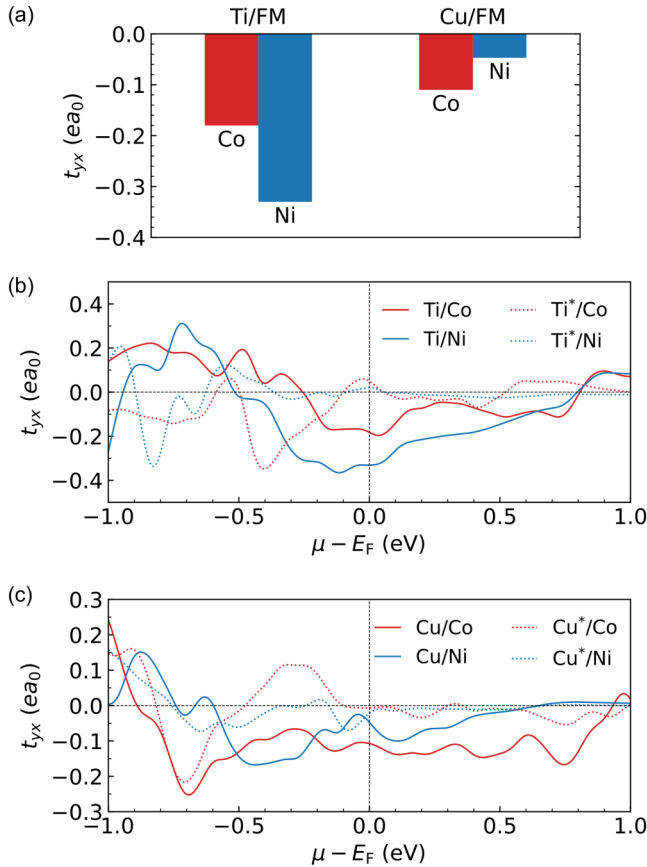 (a)
Ti/FM Cu/FM
0.0
−0.1
−0.2
−0.3
−0.4
t_yx (ea₀)
Co
Ni
Co
Ni
(b)
0.4
0.2
0.0
−0.2
−0.4
t_yx (ea₀)
Ti/Co Ti*/Co
Ti/Ni Ti*/Ni
−1.0 −0.5 0.0 0.5 1.0
μ − E_F (eV)
(c)
0.3
0.2
0.1
0.0
−0.1
−0.2
−0.3
t_yx (ea₀)
Cu/Co Cu*/Co
Cu/Ni Cu*/Ni
−1.0 −0.5 0.0 0.5 1.0
μ − E_F (eV)